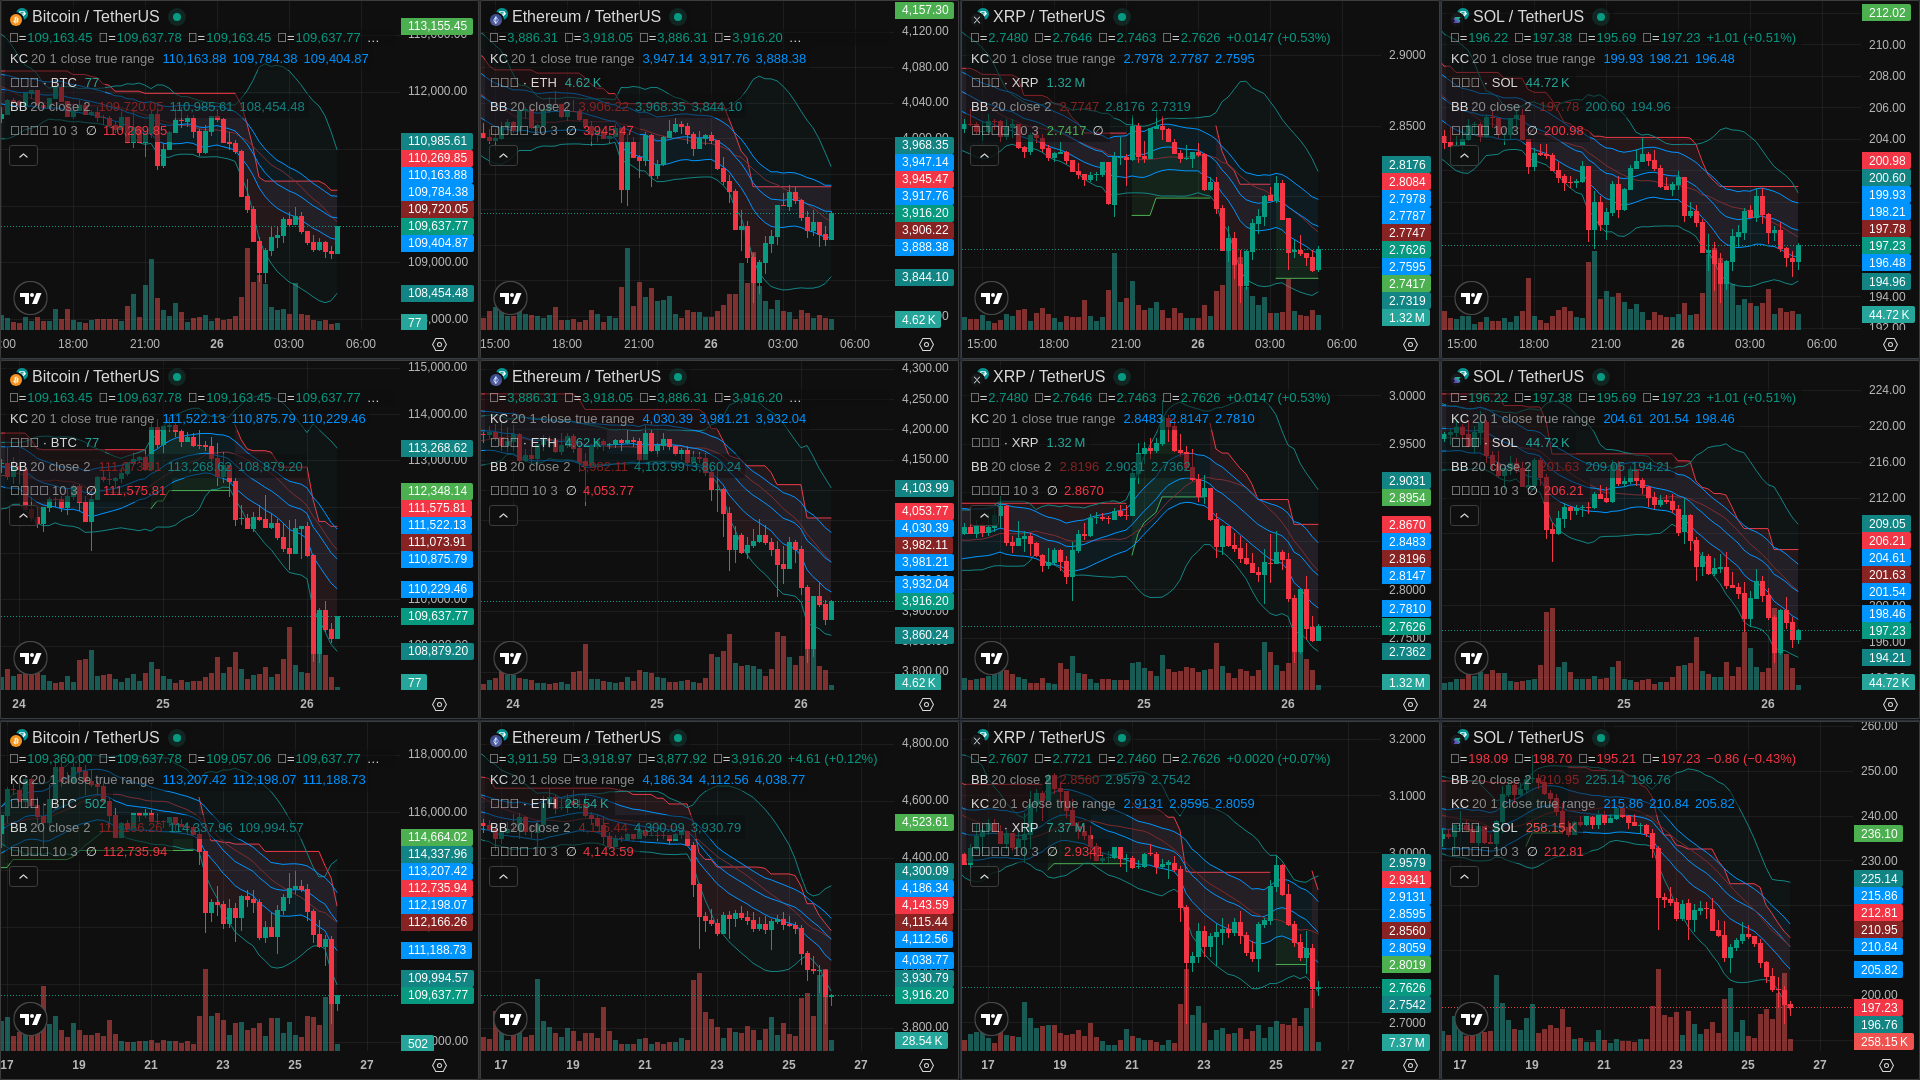 Bitcoin / TetherUS
□=109,163.45 □=109,637.78 □=109,163.45 □=109,637.77 ...
KC 20 1 close true range 110,163.88 109,784.38 109,404.87
□□□ · BTC 77
BB 20 close 2 109,720.05 110,985.61 108,454.48
□□□□ 10 3 ∅ 110,269.85
113,155.45
112,000.00
110,985.61
110,269.85
110,163.88
109,784.38
109,720.05
109,637.77
109,404.87
109,000.00
108,454.48
77
18:00 21:00 26 03:00 06:00
Ethereum / TetherUS
□=3,886.31 □=3,918.05 □=3,886.31 □=3,916.20 ...
KC 20 1 close true range 3,947.14 3,917.76 3,888.38
□□□ · ETH 4.62 K
BB 20 close 2 3,906.22 3,968.35 3,844.10
□□□□ 10 3 ∅ 3,945.47
4,157.30
4,120.00
4,080.00
4,040.00
4,000.00
3,968.35
3,947.14
3,945.47
3,917.76
3,916.20
3,906.22
3,888.38
3,844.10
4.62 K
15:00 18:00 21:00 26 03:00 06:00
XRP / TetherUS
□=2.7480 □=2.7646 □=2.7463 □=2.7626 +0.0147 (+0.53%)
KC 20 1 close true range 2.7978 2.7787 2.7595
□□□ · XRP 1.32 M
BB 20 close 2 2.7747 2.8176 2.7319
□□□□ 10 3 2.7417 ∅
2.9000
2.8500
2.8176
2.8084
2.7978
2.7787
2.7747
2.7626
2.7595
2.7417
2.7319
1.32 M
15:00 18:00 21:00 26 03:00 06:00
SOL / TetherUS
□=196.22 □=197.38 □=195.69 □=197.23 +1.01 (+0.51%)
KC 20 1 close true range 199.93 198.21 196.48
□□□ · SOL 44.72 K
BB 20 close 2 197.78 200.60 194.96
□□□□ 10 3 ∅ 200.98
212.02
210.00
208.00
206.00
204.00
200.98
200.60
199.93
198.21
197.78
197.23
196.48
194.96
194.00
44.72 K
192.00
15:00 18:00 21:00 26 03:00 06:00
Bitcoin / TetherUS
□=109,163.45 □=109,637.78 □=109,163.45 □=109,637.77 ...
KC 20 1 close true range 111,522.13 110,875.79 110,229.46
□□□ · BTC 77
BB 20 close 2 111,073.91 113,268.62 108,879.20
□□□□ 10 3 ∅ 111,575.81
115,000.00
114,000.00
113,268.62
113,000.00
112,348.14
111,575.81
111,522.13
111,073.91
110,875.79
110,229.46
110,000.00
109,637.77
108,879.20
77
24 25 26
Ethereum / TetherUS
□=3,886.31 □=3,918.05 □=3,886.31 □=3,916.20 ...
KC 20 1 close true range 4,030.39 3,981.21 3,932.04
□□□ · ETH 4.62 K
BB 20 close 2 3,982.11 4,103.99 3,860.24
□□□□ 10 3 ∅ 4,053.77
4,300.00
4,250.00
4,200.00
4,150.00
4,103.99
4,053.77
4,030.39
3,982.11
3,981.21
3,932.04
3,916.20
3,900.00
3,860.24
3,800.00
4.62 K
24 25 26
XRP / TetherUS
□=2.7480 □=2.7646 □=2.7463 □=2.7626 +0.0147 (+0.53%)
KC 20 1 close true range 2.8483 2.8147 2.7810
□□□ · XRP 1.32 M
BB 20 close 2 2.8196 2.9031 2.7362
□□□□ 10 3 ∅ 2.8670
3.0000
2.9500
2.9031
2.8954
2.8670
2.8483
2.8196
2.8147
2.8000
2.7810
2.7626
2.7500
2.7362
1.32 M
24 25 26
SOL / TetherUS
□=196.22 □=197.38 □=195.69 □=197.23 +1.01 (+0.51%)
KC 20 1 close true range 204.61 201.54 198.46
□□□ · SOL 44.72 K
BB 20 close 2 201.63 209.05 194.21
□□□□ 10 3 ∅ 206.21
224.00
220.00
216.00
212.00
209.05
206.21
204.61
201.63
201.54
198.46
197.23
196.00
194.21
44.72 K
24 25 26
Bitcoin / TetherUS
□=109,360.00 □=109,637.78 □=109,057.06 □=109,637.77 ...
KC 20 1 close true range 113,207.42 112,198.07 111,188.73
□□□ · BTC 502
BB 20 close 2 112,166.26 114,337.96 109,994.57
□□□□ 10 3 ∅ 112,735.94
118,000.00
116,000.00
114,664.02
114,337.96
113,207.42
112,735.94
112,198.07
112,166.26
111,188.73
109,994.57
109,637.77
502
17 19 21 23 25 27
Ethereum / TetherUS
□=3,911.59 □=3,918.97 □=3,877.92 □=3,916.20 +4.61 (+0.12%)
KC 20 1 close true range 4,186.34 4,112.56 4,038.77
□□□ · ETH 28.54 K
BB 20 close 2 4,115.44 4,300.09 3,930.79
□□□□ 10 3 ∅ 4,143.59
4,800.00
4,600.00
4,523.61
4,400.00
4,300.09
4,186.34
4,143.59
4,115.44
4,112.56
4,038.77
3,930.79
3,916.20
3,800.00
28.54 K
17 19 21 23 25 27
XRP / TetherUS
□=2.7607 □=2.7721 □=2.7460 □=2.7626 +0.0020 (+0.07%)
BB 20 close 2 2.8560 2.9579 2.7542
KC 20 1 close true range 2.9131 2.8595 2.8059
□□□ · XRP 7.37 M
□□□□ 10 3 ∅ 2.9341
3.2000
3.1000
3.0000
2.9579
2.9341
2.9131
2.8595
2.8560
2.8059
2.8019
2.7626
2.7542
2.7000
7.37 M
17 19 21 23 25 27
SOL / TetherUS
□=198.09 □=198.70 □=195.21 □=197.23 −0.86 (−0.43%)
BB 20 close 2 210.95 225.14 196.76
KC 20 1 close true range 215.86 210.84 205.82
□□□ · SOL 258.15 K
□□□□ 10 3 ∅ 212.81
260.00
250.00
240.00
236.10
230.00
225.14
215.86
212.81
210.95
210.84
205.82
200.00
197.23
196.76
258.15 K
17 19 21 23 25 27